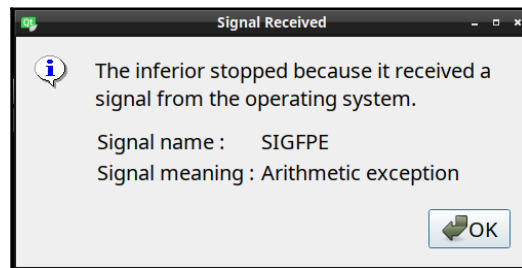 Signal Received
The inferior stopped because it received a
signal from the operating system.
Signal name : SIGFPE
Signal meaning : Arithmetic exception
OK